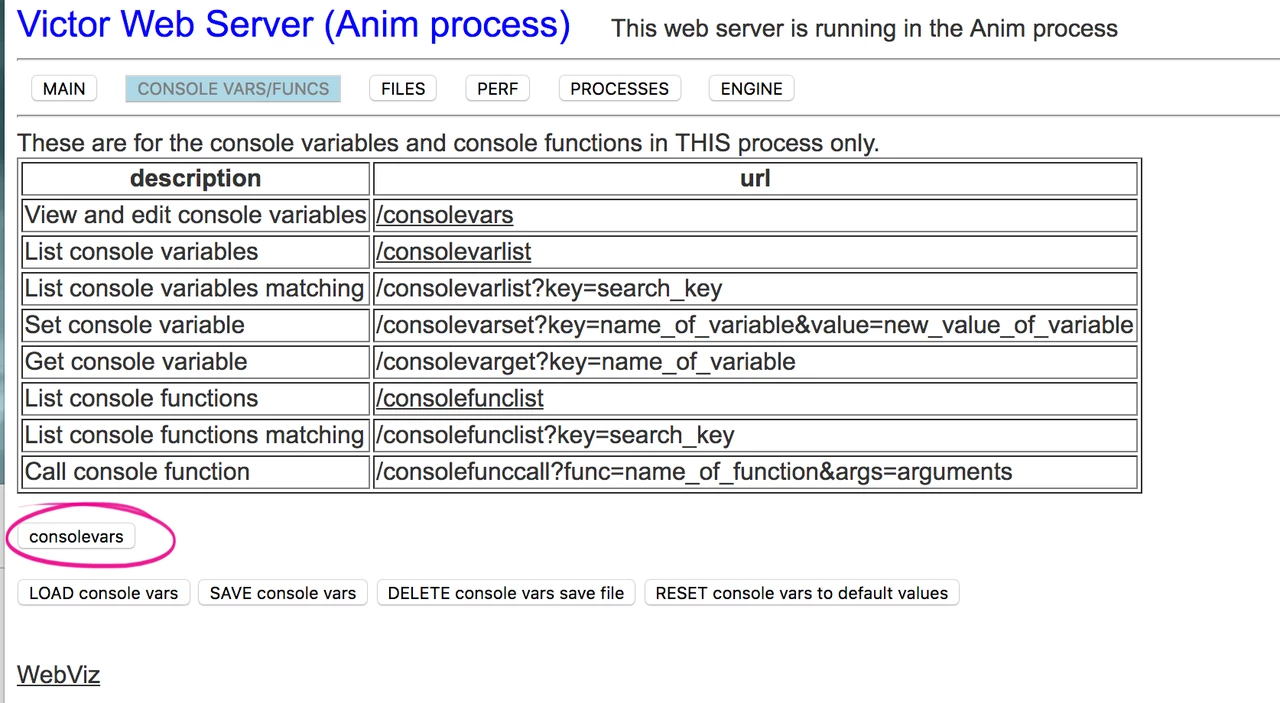 Victor Web Server (Anim process) This web server is running in the Anim process
MAIN CONSOLE VARS/FUNCS FILES PERF PROCESSES ENGINE
These are for the console variables and console functions in THIS process only.
description url
View and edit console variables /consolevars
List console variables /consolevarlist
List console variables matching /consolevarlist?key=search_key
Set console variable /consolevarset?key=name_of_variable&value=new_value_of_variable
Get console variable /consolevarget?key=name_of_variable
List console functions /consolefunclist
List console functions matching /consolefunclist?key=search_key
Call console function /consolefunccall?func=name_of_function&args=arguments
consolevars
LOAD console vars SAVE console vars DELETE console vars save file RESET console vars to default values
WebViz